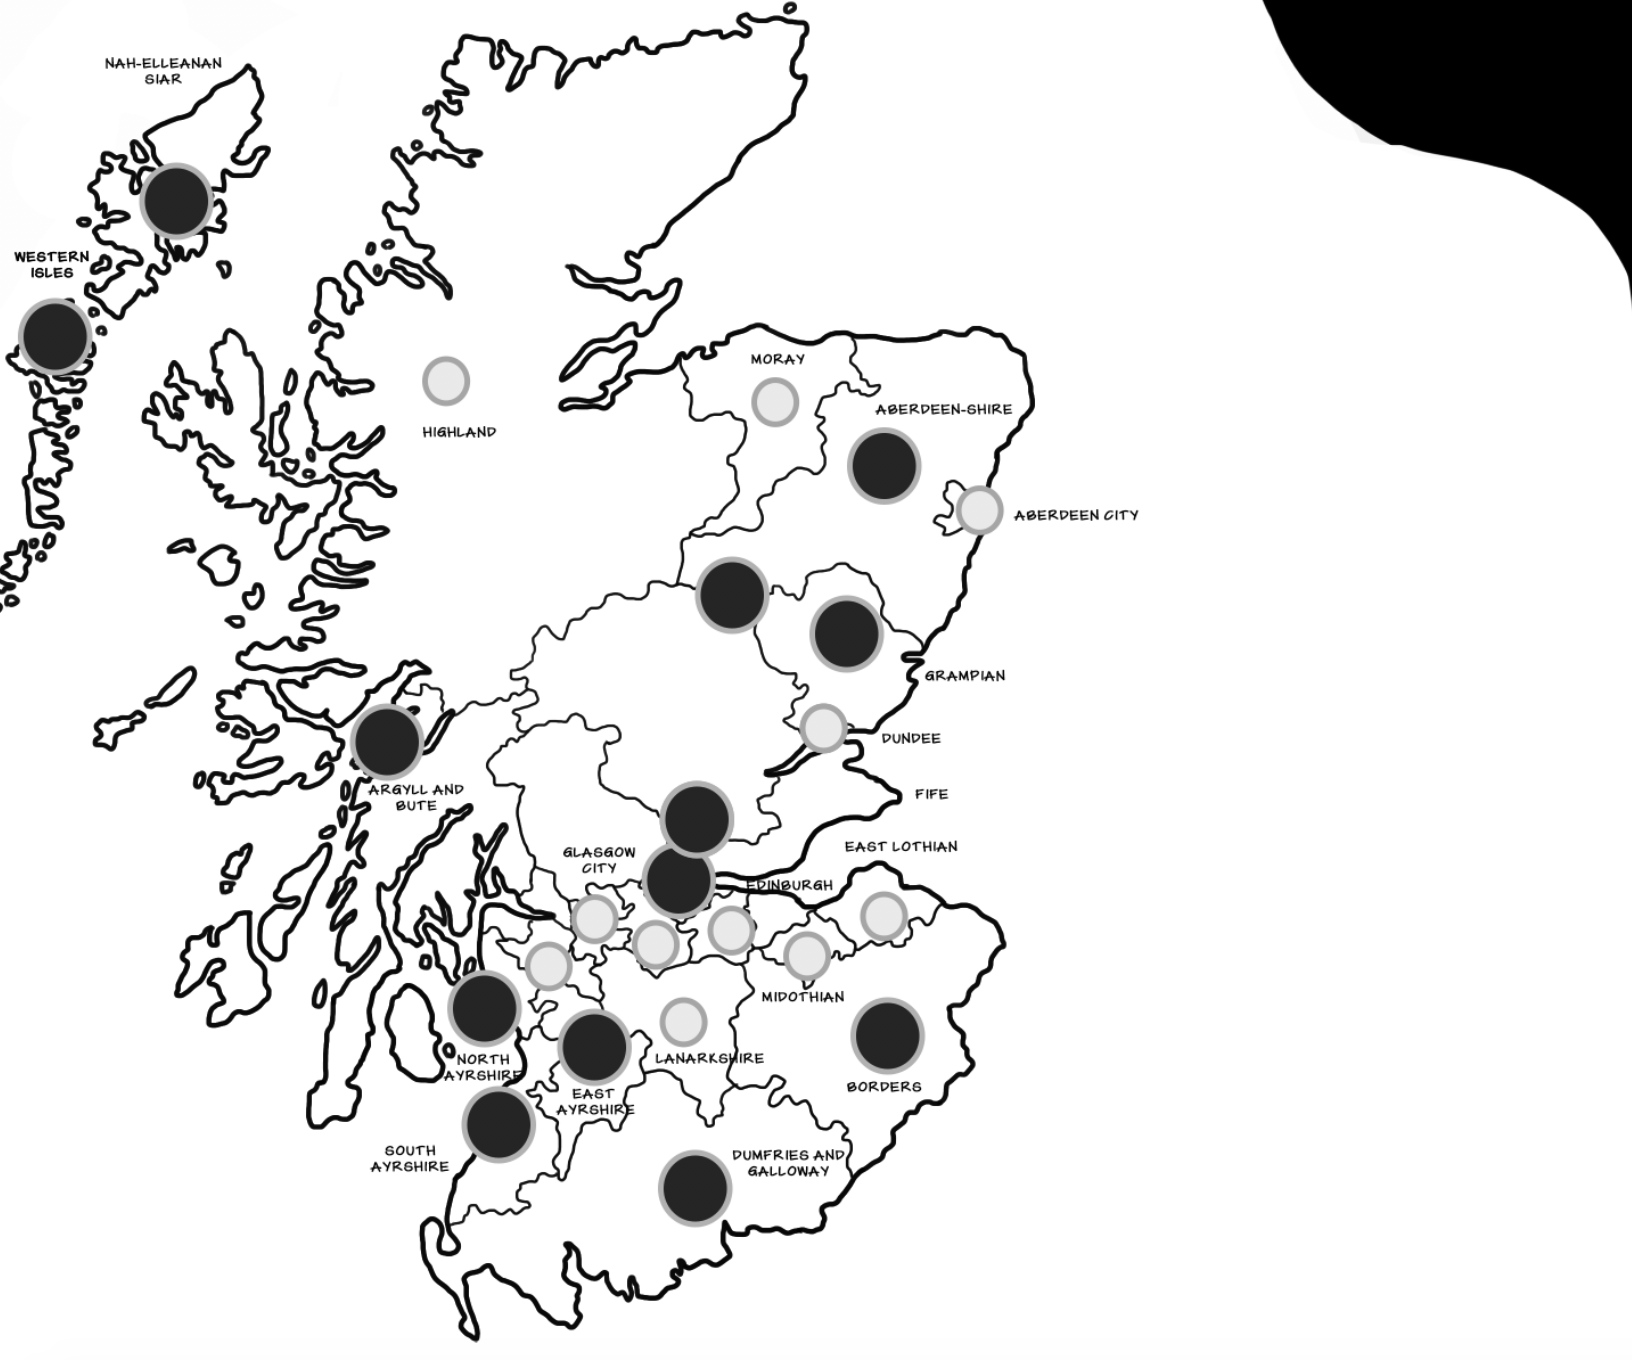 NAH-ELLEANAN
SIAR
WESTERN
ISLES
MORAY
ABERDEEN-SHIRE
HIGHLAND
ABERDEEN CITY
GRAMPIAN
DUNDEE
ARGYLL AND
BUTE
FIFE
EAST LOTHIAN
GLASGOW
CITY
EDINBURGH
MIDOTHIAN
NORTH
AYRSHIRE
LANARKSHIRE
EAST
AYRSHIRE
BORDERS
SOUTH
AYRSHIRE
DUMFRIES AND
GALLOWAY